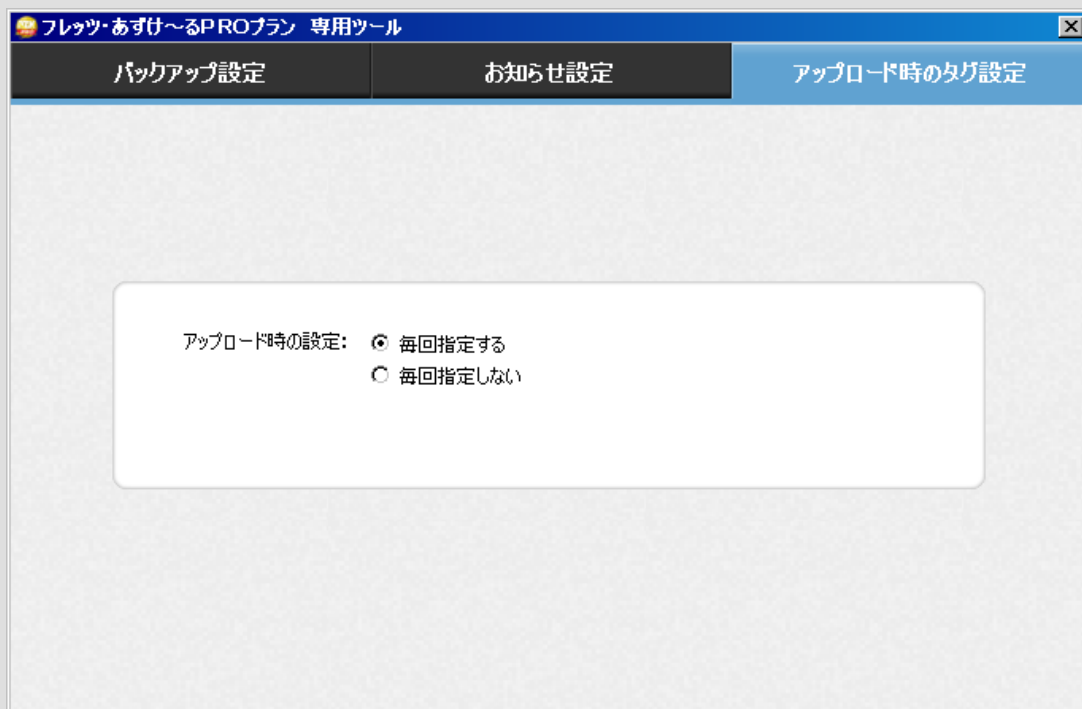 フレッツ・あずけ～るPROプラン 専用ツール
バックアップ設定 お知らせ設定 アップロード時のタグ設定
アップロード時の設定: 毎回指定する
毎回指定しない